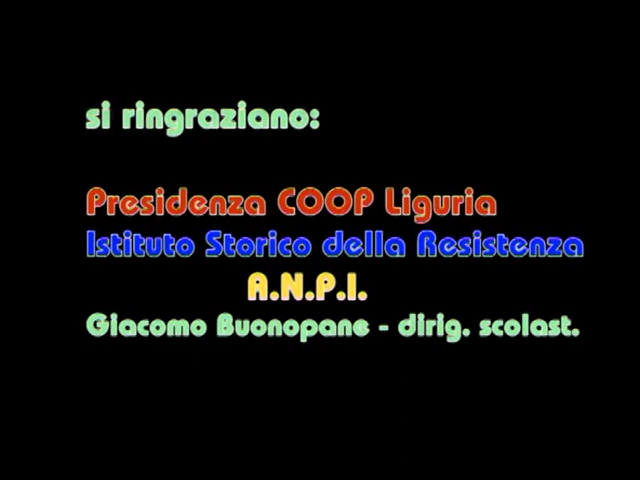 si ringraziano:
Presidenza COOP Liguria
Istituto Storico della Resistenza
A.N.P.I.
Giacomo Buonopane - dirig. scolast.